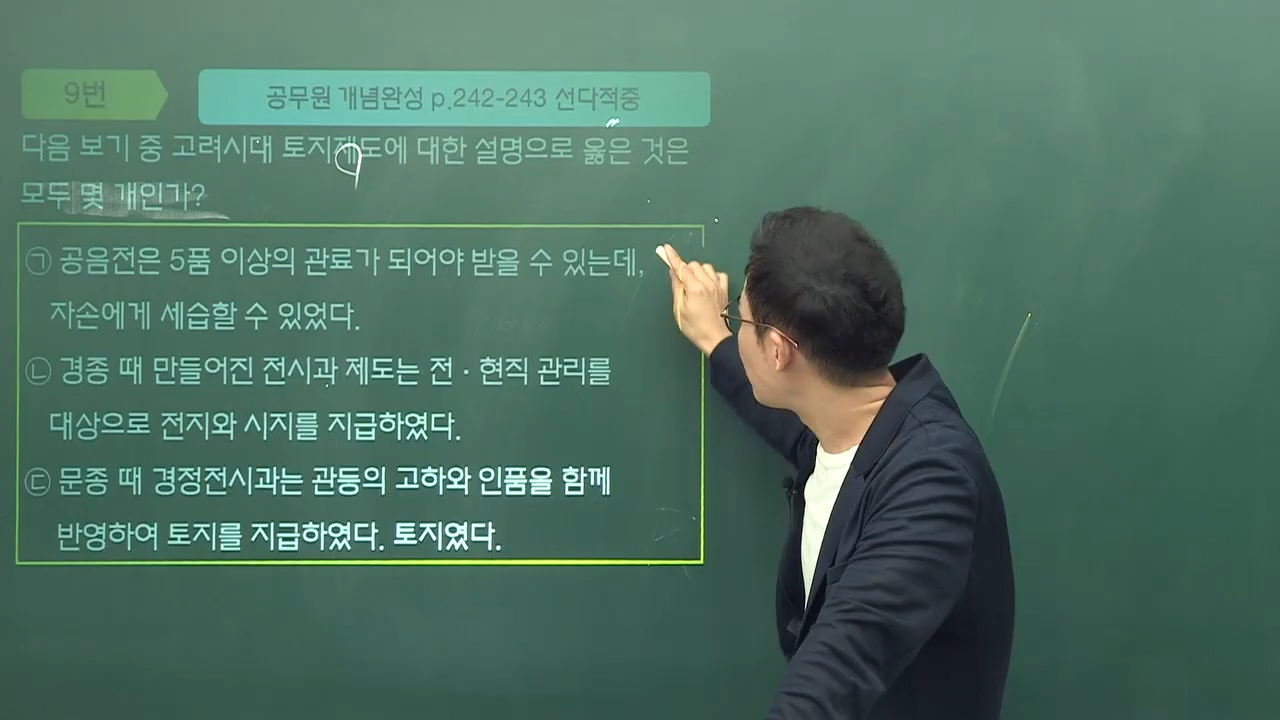 9번
공무원 개념완성 p.242-243 선다적중
다음 보기 중 고려시대 토지제도에 대한 설명으로 옳은 것은
모두 몇 개인가?
㉠ 공음전은 5품 이상의 관료가 되어야 받을 수 있는데,
자손에게 세습할 수 있었다.
㉡ 경종 때 만들어진 전시과 제도는 전·현직 관리를
대상으로 전지와 시지를 지급하였다.
㉢ 문종 때 경정전시과는 관등의 고하와 인품을 함께
반영하여 토지를 지급하였다. 토지였다.